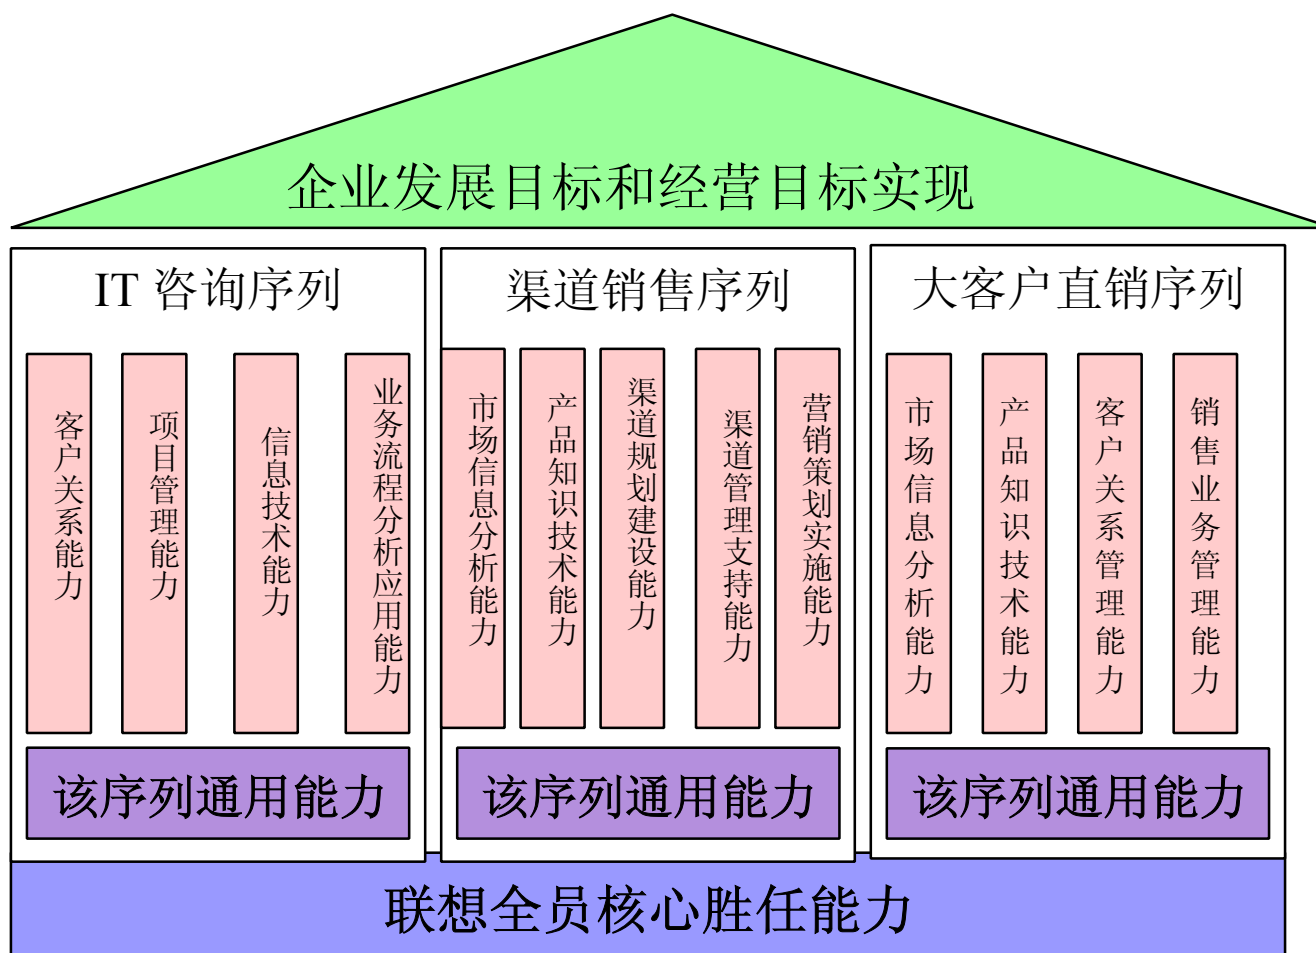 企业发展目标和经营目标实现
IT 咨询序列
客户关系能力
项目管理能力
信息技术能力
业务流程分析应用能力
该序列通用能力
渠道销售序列
市场信息分析能力
产品知识技术能力
渠道规划建设能力
渠道管理支持能力
营销策划实施能力
该序列通用能力
大客户直销序列
市场信息分析能力
产品知识技术能力
客户关系管理能力
销售业务管理能力
该序列通用能力
联想全员核心胜任能力